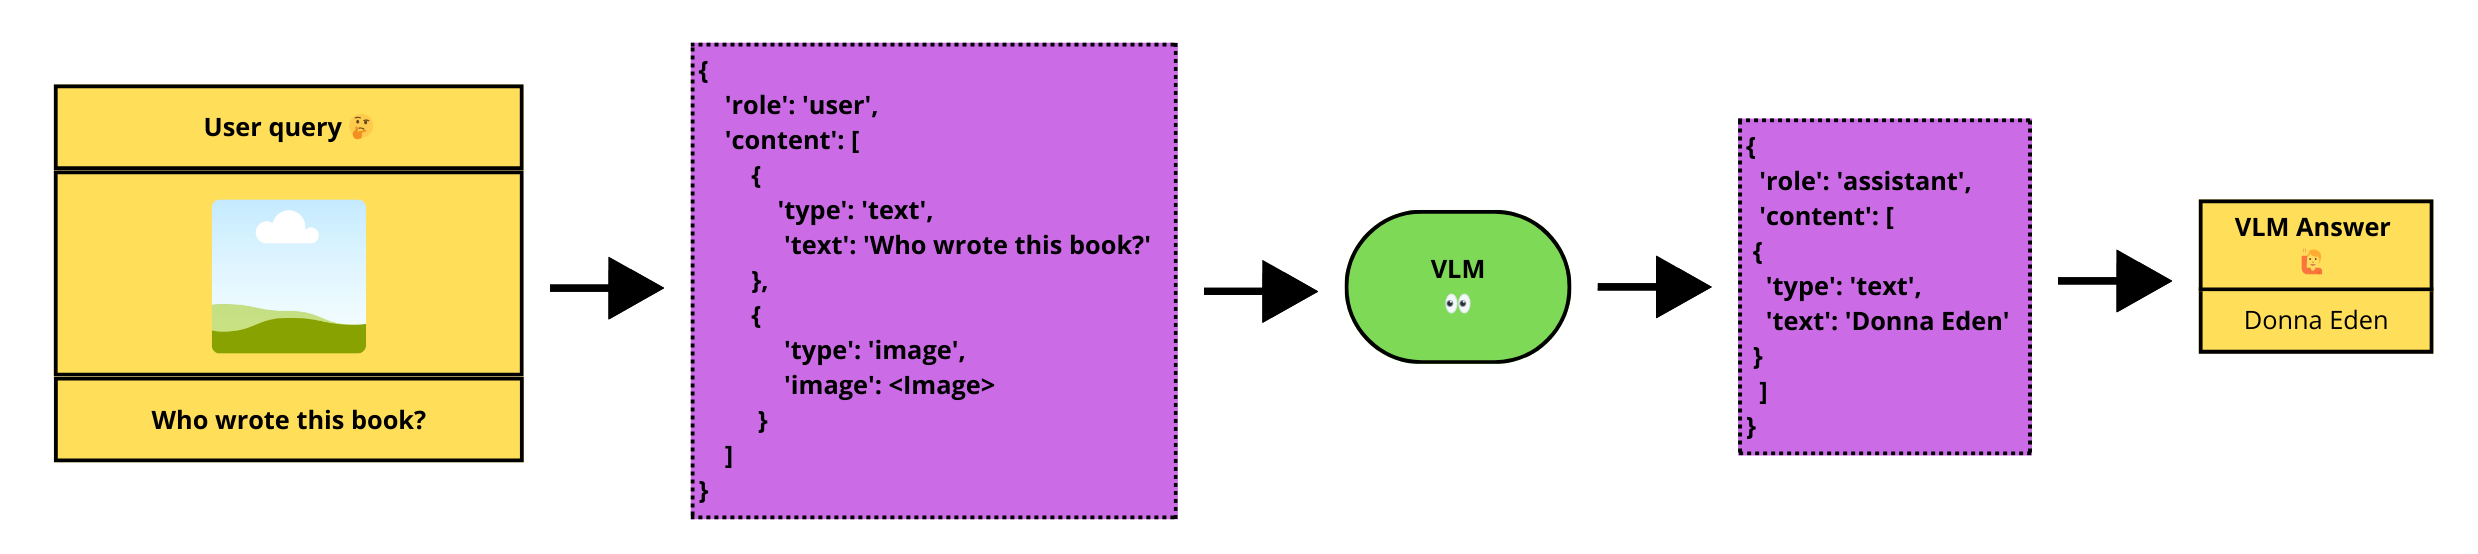 User query 🤔
Who wrote this book?
{
'role': 'user',
'content': [
{
'type': 'text',
'text': 'Who wrote this book?'
},
{
'type': 'image',
'image': <Image>
}
]
}
VLM
👀
{
'role': 'assistant',
'content': [
{
'type': 'text',
'text': 'Donna Eden'
}
]
}
VLM Answer
🙋
Donna Eden